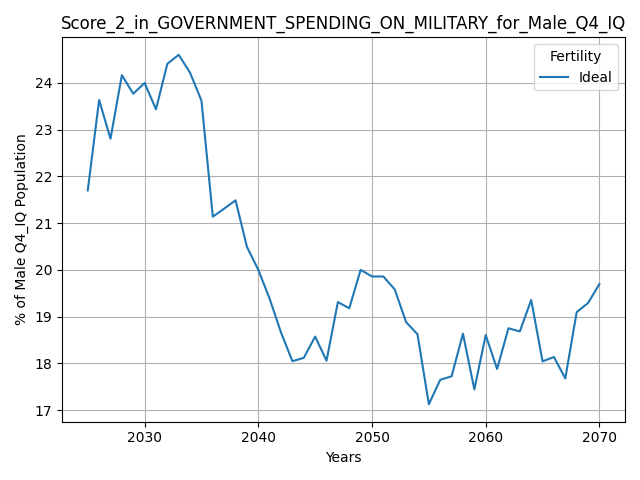 Score_2_in_GOVERNMENT_SPENDING_ON_MILITARY_for_Male_Q4_IQ
Fertility
Ideal
% of Male Q4_IQ Population
24
23
22
21
20
19
18
17
2030 2040 2050 2060 2070
Years